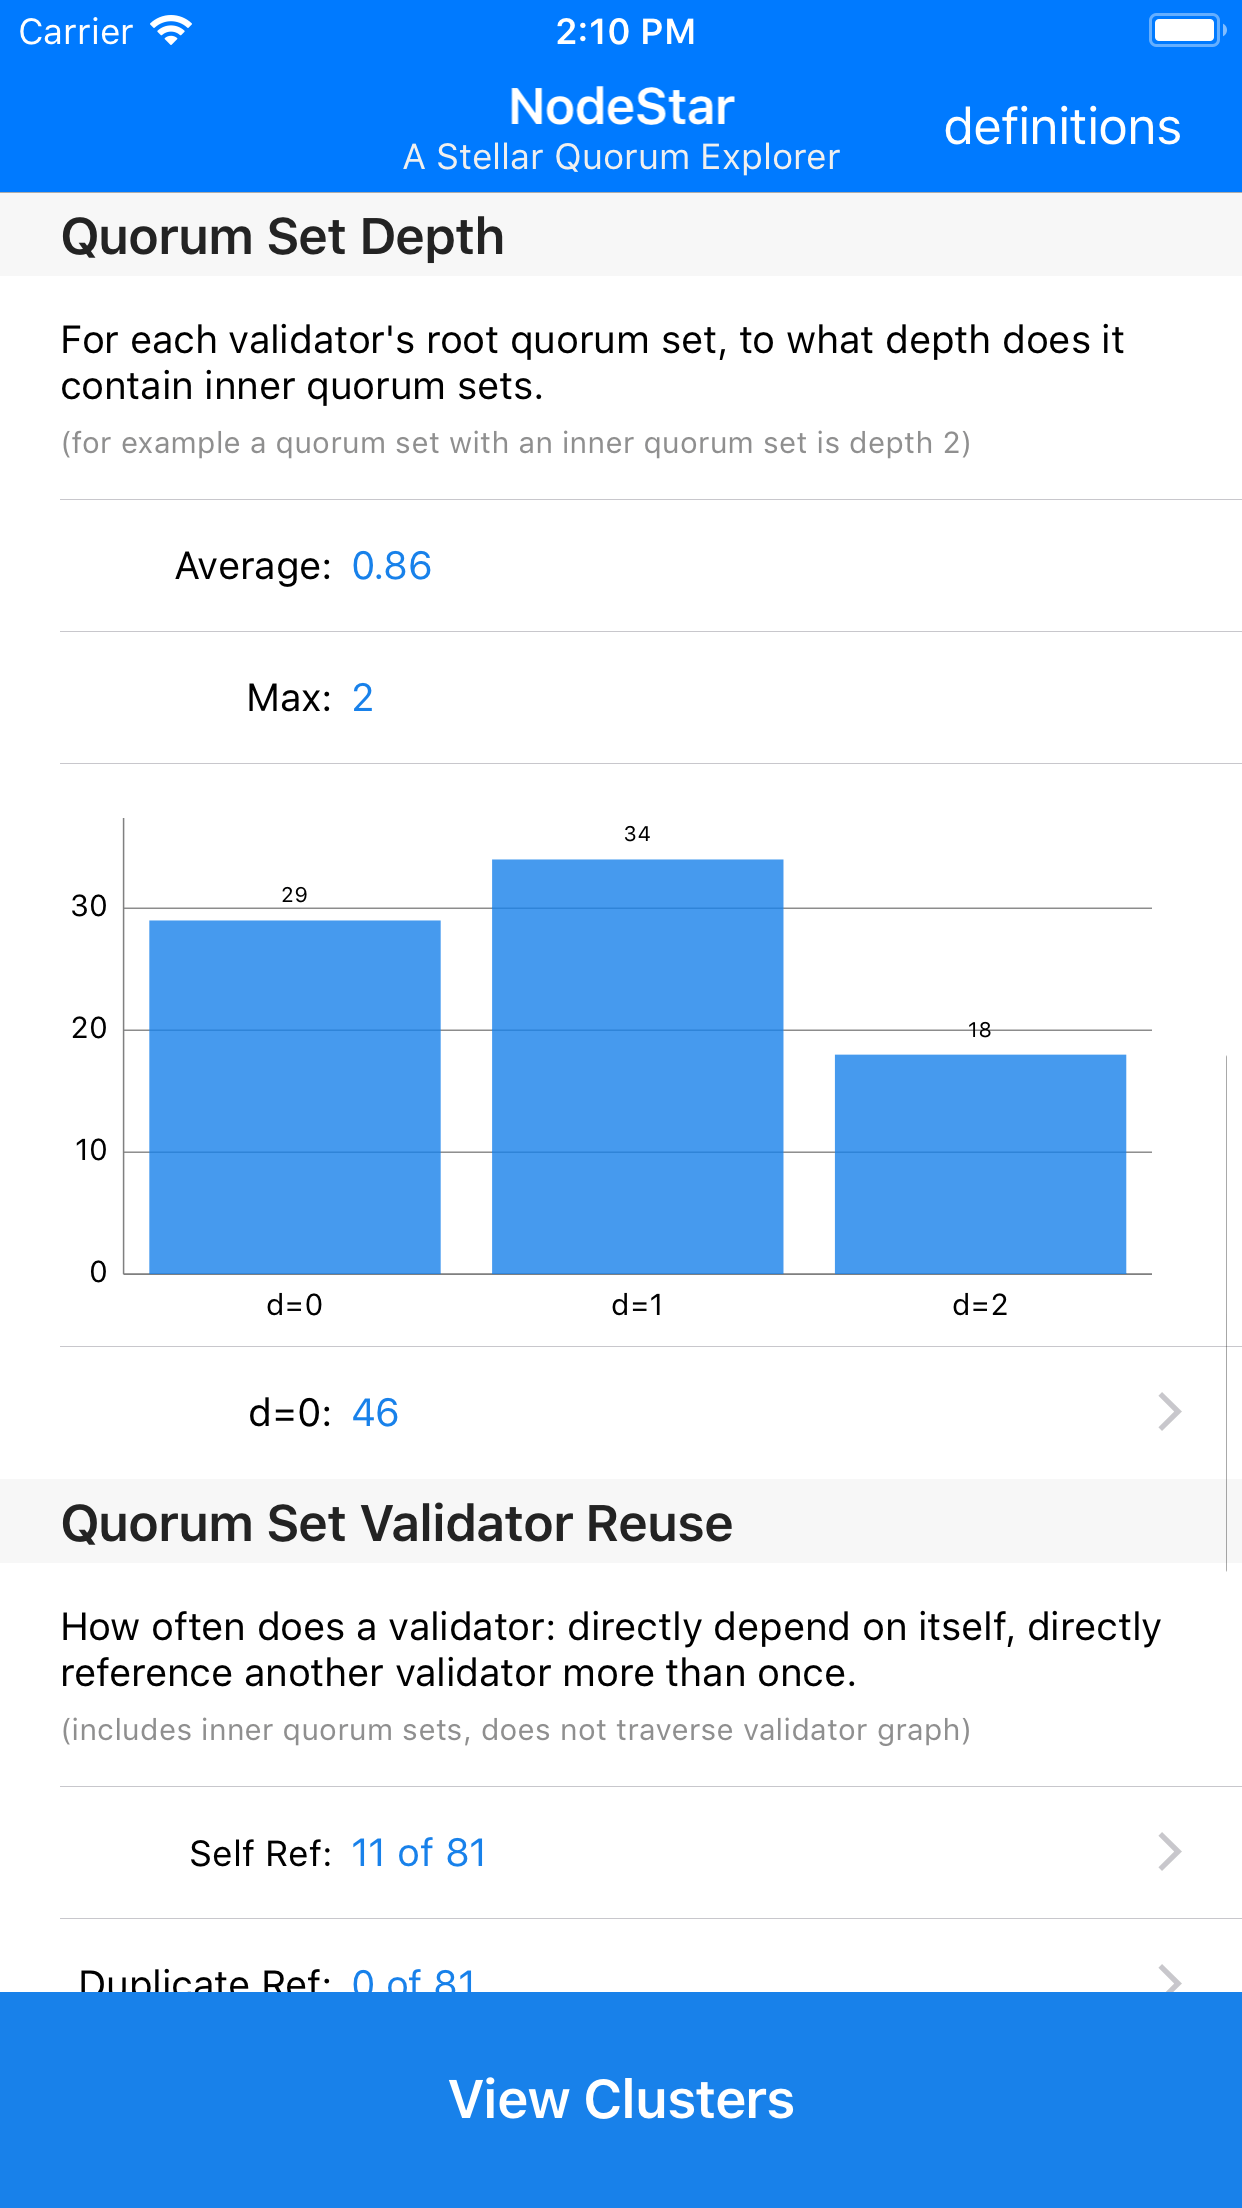 Carrier
2:10 PM
NodeStar
A Stellar Quorum Explorer
definitions
Quorum Set Depth
For each validator's root quorum set, to what depth does it
contain inner quorum sets.
(for example a quorum set with an inner quorum set is depth 2)
Average: 0.86
Max: 2
34
29
30
20
18
10
0
d=0 d=1 d=2
d=0: 46
Quorum Set Validator Reuse
How often does a validator: directly depend on itself, directly
reference another validator more than once.
(includes inner quorum sets, does not traverse validator graph)
Self Ref: 11 of 81
Duplicate Ref: 0 of 81
View Clusters